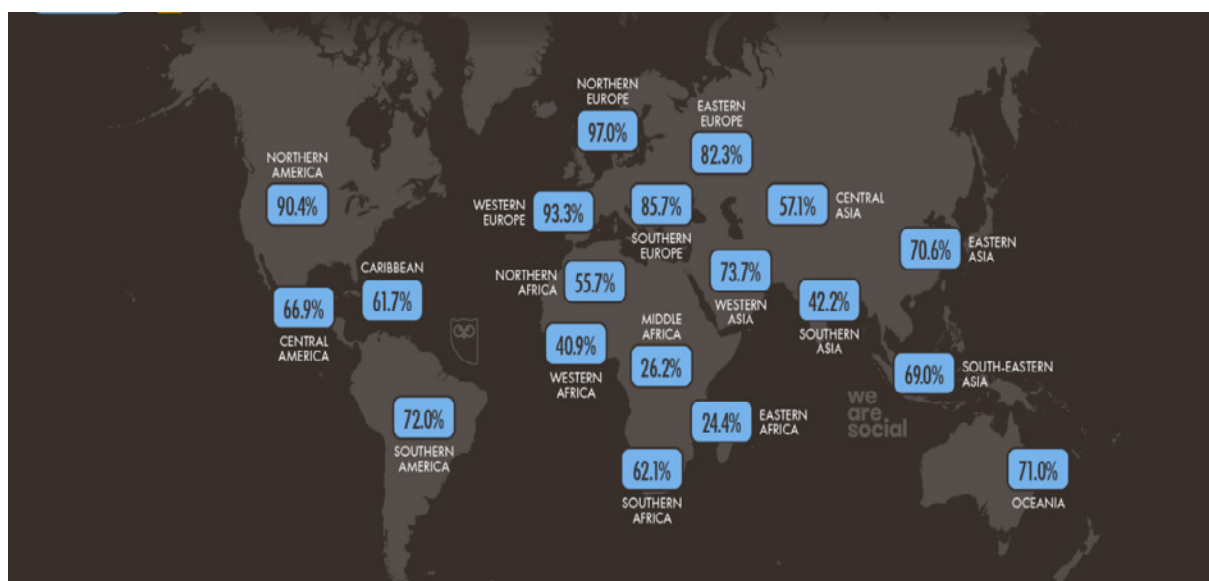 NORTHERN
EUROPE
97.0%
EASTERN
EUROPE
82.3%
NORTHERN
AMERICA
90.4%
WESTERN
EUROPE
93.3%
85.7%
SOUTHERN
EUROPE
57.1%
CENTRAL
ASIA
70.6%
EASTERN
ASIA
CARIBBEAN
61.7%
NORTHERN
AFRICA
55.7%
73.7%
WESTERN
ASIA
42.2%
SOUTHERN
ASIA
66.9%
CENTRAL
AMERICA
40.9%
WESTERN
AFRICA
MIDDLE
AFRICA
26.2%
69.0%
SOUTH-EASTERN
ASIA
we
are
social
72.0%
SOUTHERN
AMERICA
24.4%
EASTERN
AFRICA
62.1%
SOUTHERN
AFRICA
71.0%
OCEANIA